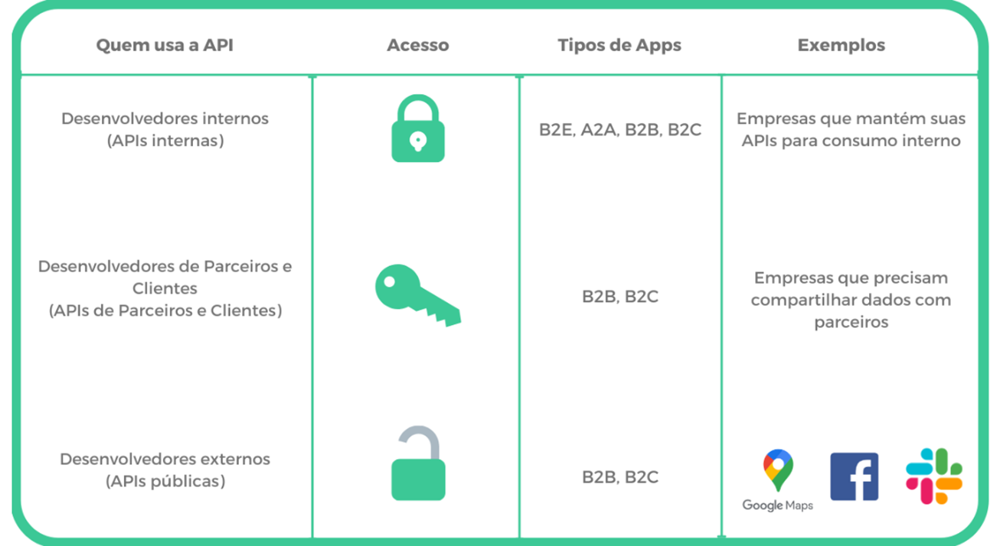 Quem usa a API
Acesso
Tipos de Apps
Exemplos
Desenvolvedores internos
(APIs internas)
B2E, A2A, B2B, B2C
Empresas que mantém suas
APIs para consumo interno
Desenvolvedores de Parceiros e
Clientes
(APIs de Parceiros e Clientes)
B2B, B2C
Empresas que precisam
compartilhar dados com
parceiros
Desenvolvedores externos
(APIs públicas)
B2B, B2C
Google Maps
f